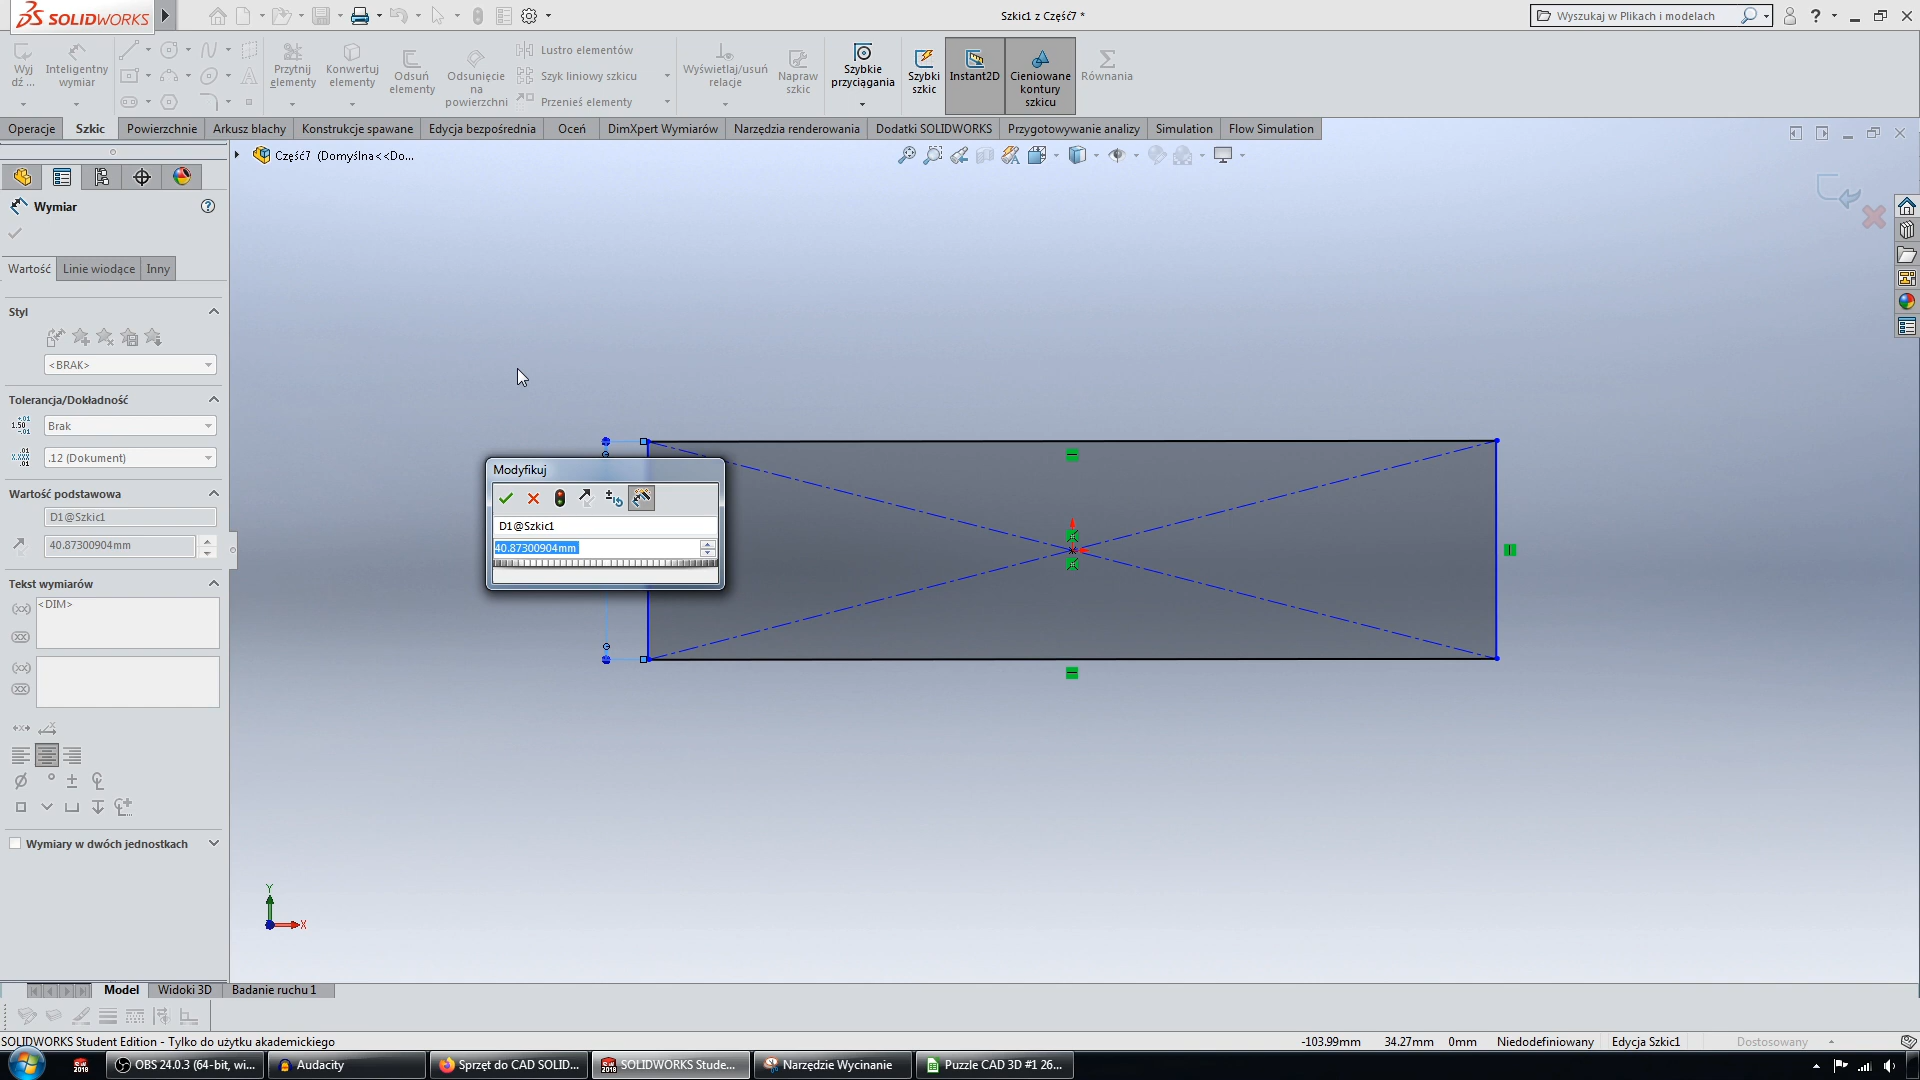 SOLIDWORKS
Szkic1 z Część7 *
Wyszukaj w Plikach i modelach
Wyj
dź ...
Inteligentny
wymiar
Przytnij
elementy
Konwertuj
elementy
Odsuń
elementy
Odsunięcie
na
powierzchni
Lustro elementów
Szyk liniowy szkicu
Przenieś elementy
Wyświetlaj/usuń
relacje
Napraw
szkic
Szybkie
przyciągania
Szybki
szkic
Instant2D
Cieniowane
kontury
szkicu
Równania
Operacje
Szkic
Powierzchnie
Arkusz blachy
Konstrukcje spawane
Edycja bezpośrednia
Oceń
DimXpert Wymiarów
Narzędzia renderowania
Dodatki SOLIDWORKS
Przygotowywanie analizy
Simulation
Flow Simulation
Część7 (Domyślna<<Do...
Wymiar
Wartość
Linie wiodące
Inny
Styl
<BRAK>
Tolerancja/Dokładność
Brak
.12 (Dokument)
Wartość podstawowa
D1@Szkic1
40.87300904mm
Tekst wymiarów
<DIM>
Wymiary w dwóch jednostkach
Modyfikuj
D1@Szkic1
40.87300904mm
Y
X
Model
Widoki 3D
Badanie ruchu 1
SOLIDWORKS Student Edition - Tylko do użytku akademickiego
-103.99mm
34.27mm
0mm
Niedodefiniowany
Edycja Szkic1
Dostosowany
OBS 24.0.3 (64-bit, wi...
Audacity
Sprzęt do CAD SOLID...
SOLIDWORKS Stude...
Narzędzie Wycinanie
Puzzle CAD 3D #1 26...